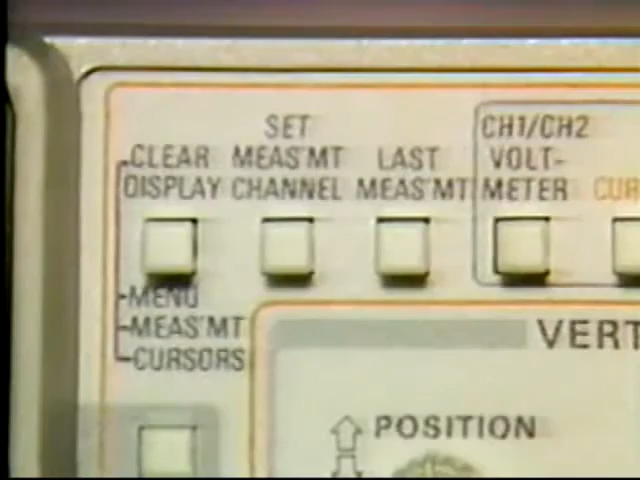 CLEAR
DISPLAY
SET
MEAS'MT
CHANNEL
LAST
MEAS'MT
CH1/CH2
VOLT-
METER
CUR
MENU
MEAS'MT
CURSORS
VERT
POSITION